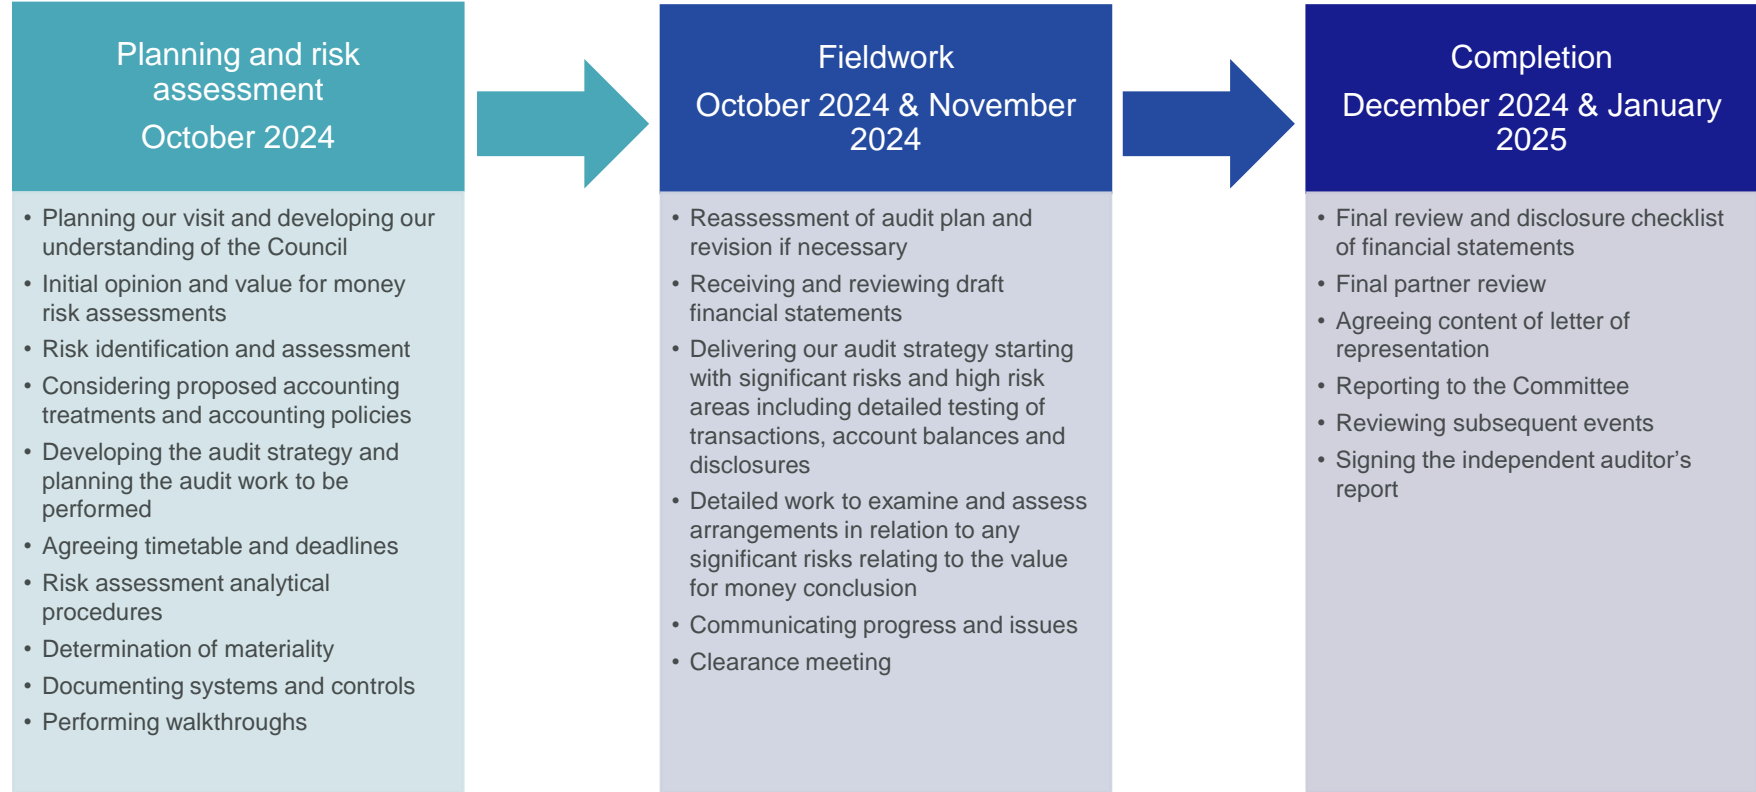 Planning and risk
assessment
October 2024
• Planning our visit and developing our
understanding of the Council
• Initial opinion and value for money
risk assessments
• Risk identification and assessment
• Considering proposed accounting
treatments and accounting policies
• Developing the audit strategy and
planning the audit work to be
performed
• Agreeing timetable and deadlines
• Risk assessment analytical
procedures
• Determination of materiality
• Documenting systems and controls
• Performing walkthroughs
Fieldwork
October 2024 & November
2024
• Reassessment of audit plan and
revision if necessary
• Receiving and reviewing draft
financial statements
• Delivering our audit strategy starting
with significant risks and high risk
areas including detailed testing of
transactions, account balances and
disclosures
• Detailed work to examine and assess
arrangements in relation to any
significant risks relating to the value
for money conclusion
• Communicating progress and issues
• Clearance meeting
Completion
December 2024 & January
2025
• Final review and disclosure checklist
of financial statements
• Final partner review
• Agreeing content of letter of
representation
• Reporting to the Committee
• Reviewing subsequent events
• Signing the independent auditor’s
report